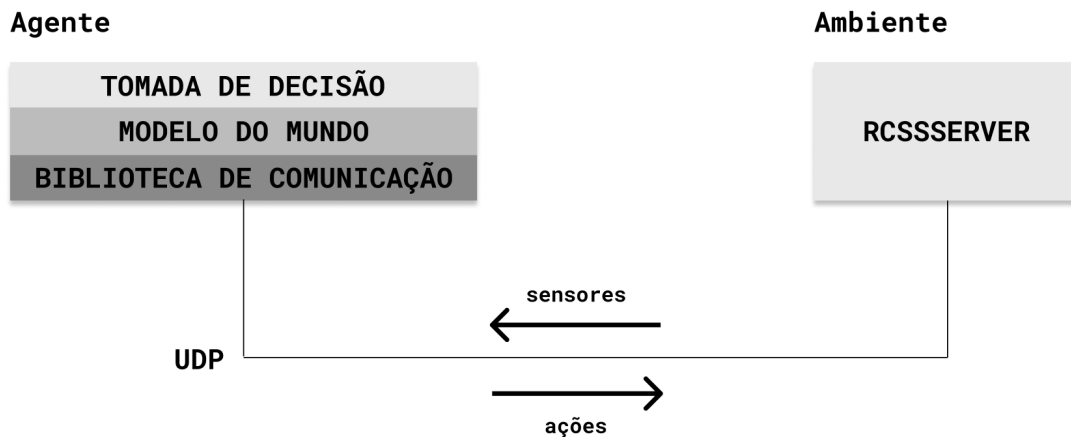 Agente
Ambiente
TOMADA DE DECISÃO
MODELO DO MUNDO
BIBLIOTECA DE COMUNICAÇÃO
RCSSSERVER
sensores
UDP
ações